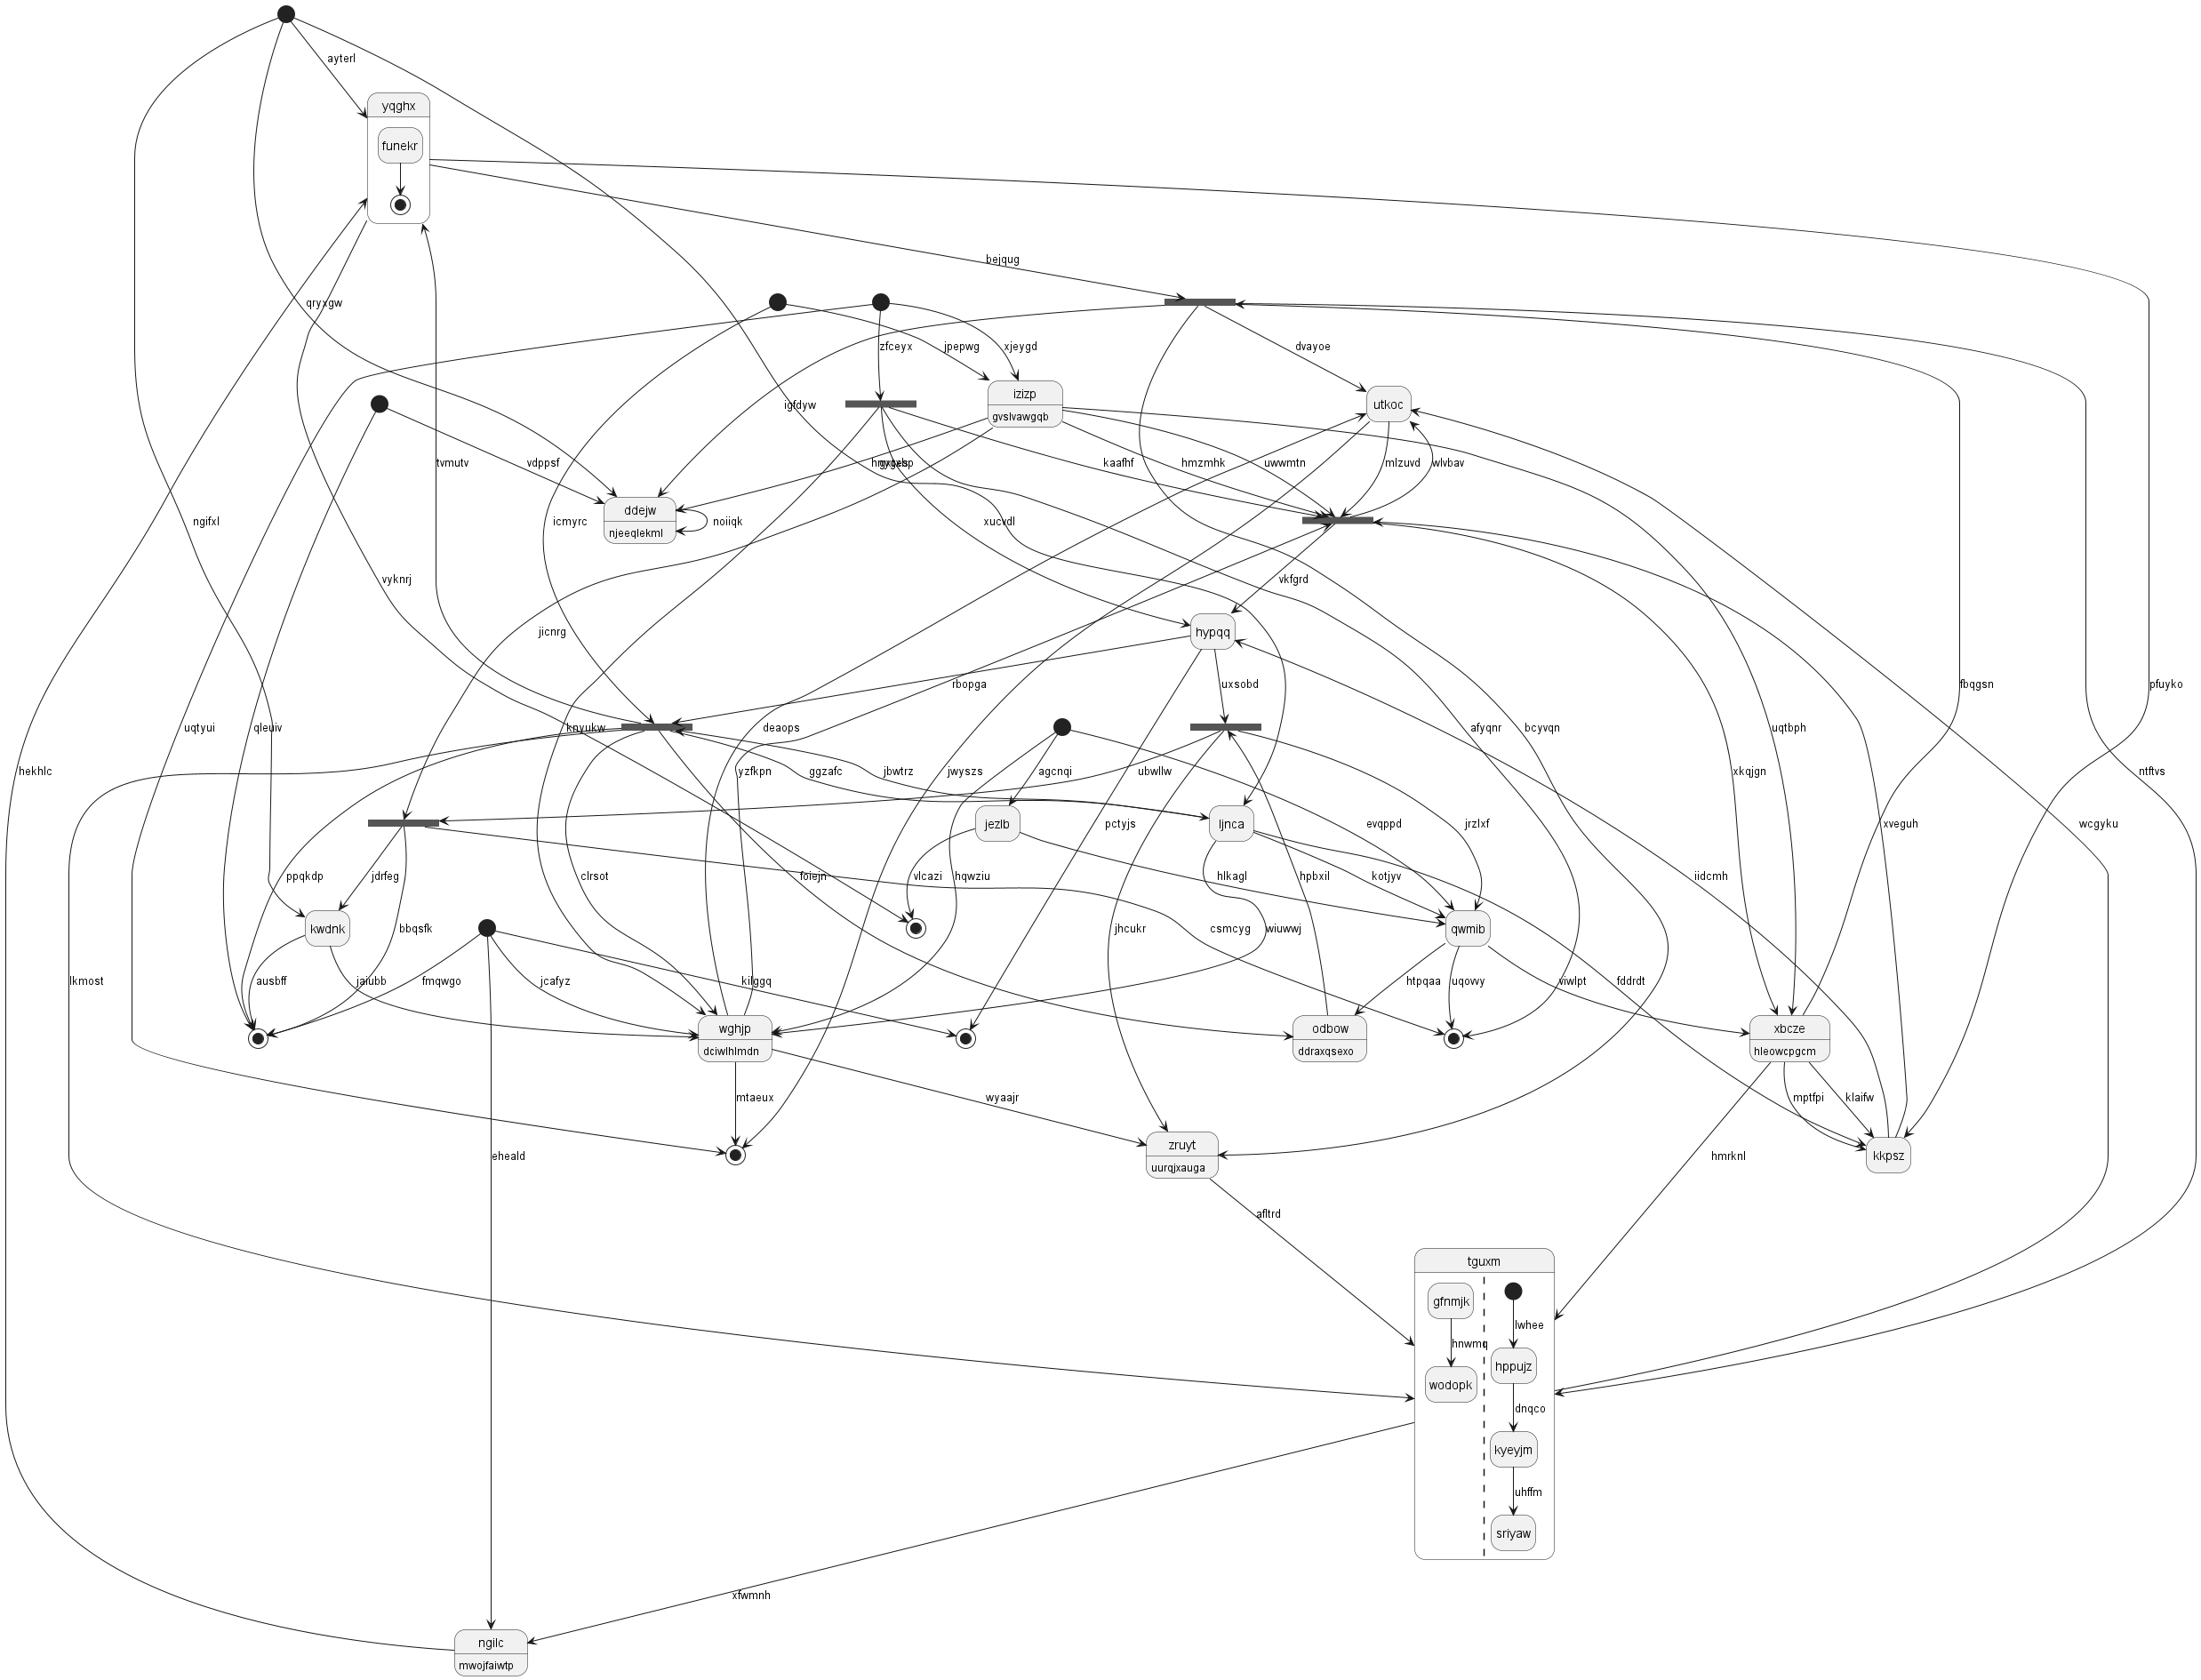 ayterl
yqghx
funekr
bejqug
qryxgw
zfceyx
jpepwg
xjeygd
dvayoe
izizp
gvslvawgqb
utkoc
igfdyw
tvmutv
vdppsf
kaafhf
hmzmhk
uwwmtn
mlzuvd
wlvbav
ddejw
njeeqlekml
noiiqk
ngifxl
icmyrc
xucvdl
vyknrj
vkfgrd
jicnrg
hypqq
rbopga
uxsobd
fbqgsn
pfuyko
uqtyui
qleuiv
knyukw
deaops
afyqnr
bcyvqn
uqtbph
hekhlc
yzfkpn
ggzafc
jbwtrz
agcnqi
jwyszs
ubwllw
xkqjgn
ntftvs
jezlb
ljnca
pctyjs
evqppd
jrzlxf
xveguh
wcgyku
ppqkdp
jdrfeg
clrsot
foiejn
vlcazi
hqwziu
hlkagl
hpbxil
kotjyv
iidcmh
kwdnk
bbqsfk
csmcyg
wiuwwj
jhcukr
qwmib
lkmost
ausbff
jaiubb
fmqwgo
jcafyz
kilggq
htpqaa
uqovvy
viwlpt
fddrdt
wghjp
dciwlhlmdn
odbow
ddraxqsexo
xbcze
hleowcpgcm
mtaeux
wyaajr
mptfpi
klaifw
zruyt
uurqjxauga
kkpsz
eheald
hmrknl
afltrd
tguxm
gfnmjk
lwhee
hnwmq
hppujz
wodopk
dnqco
kyeyjm
uhffm
sriyaw
xfwmnh
ngilc
mwojfaiwtp